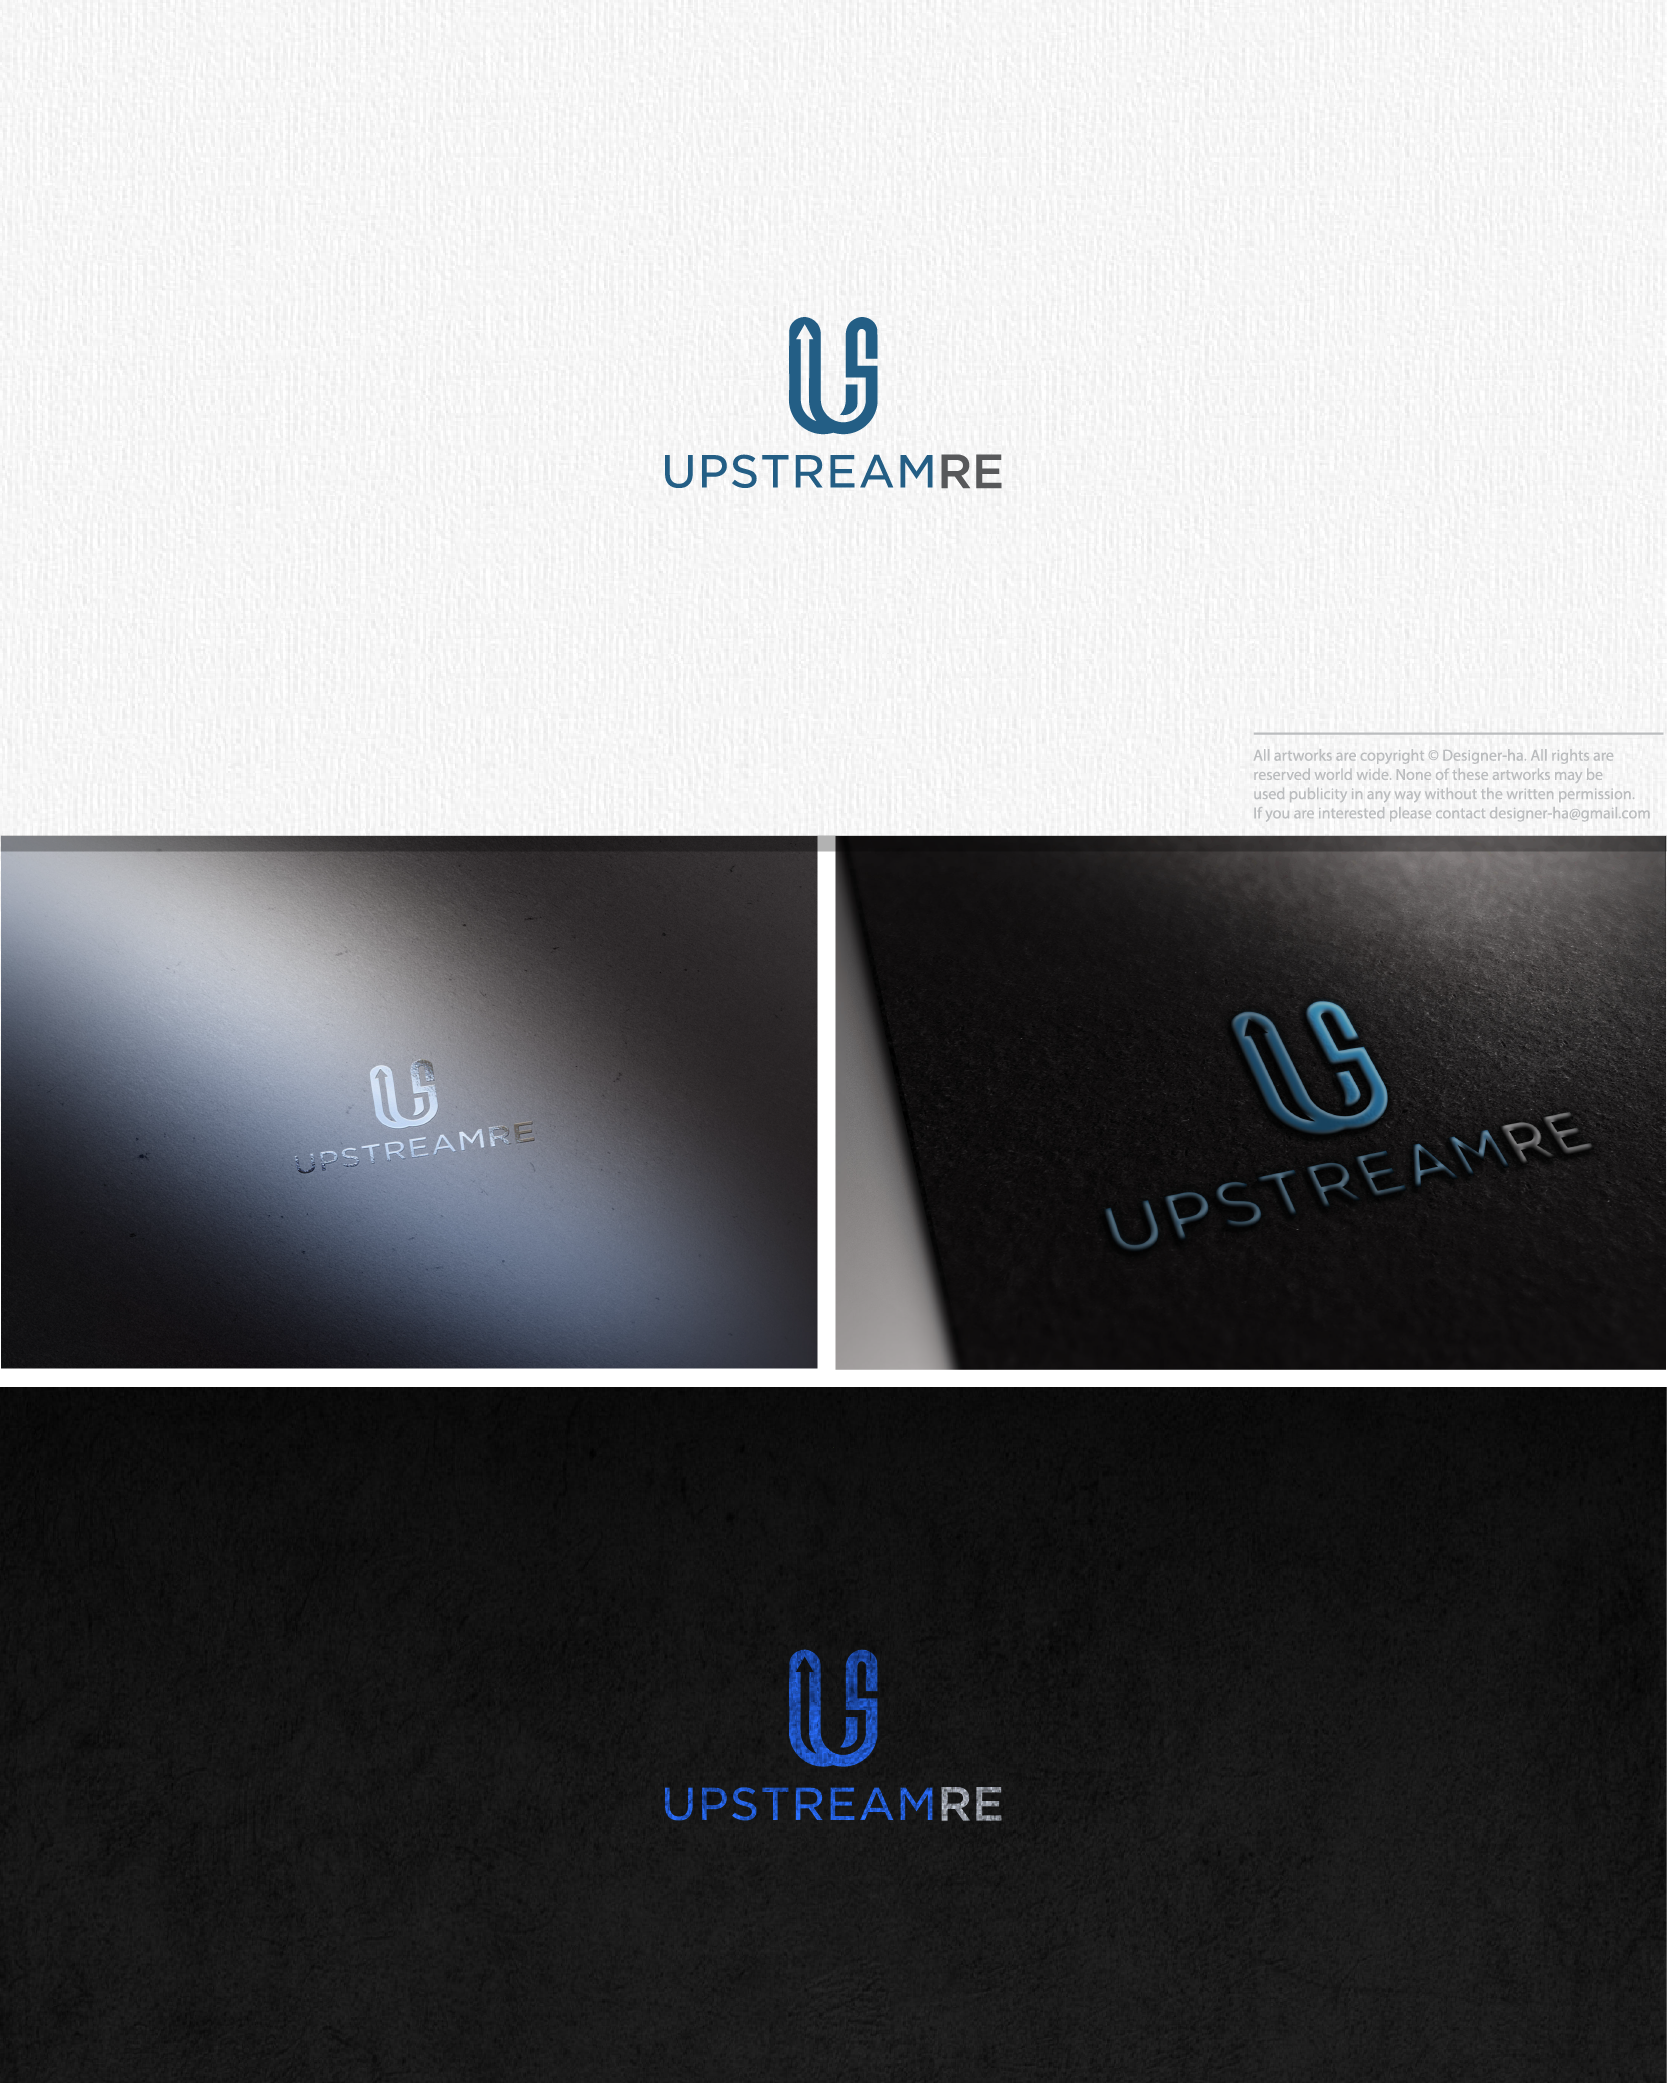 UPSTREAMRE
All artworks are copyright © Designer-ha. All rights are
reserved world wide. None of these artworks may be
used publicity in any way without the written permission.
If you are interested please contact designer-ha@gmail.com
UPSTREAMRE
UPSTREAMRE
UPSTREAMRE